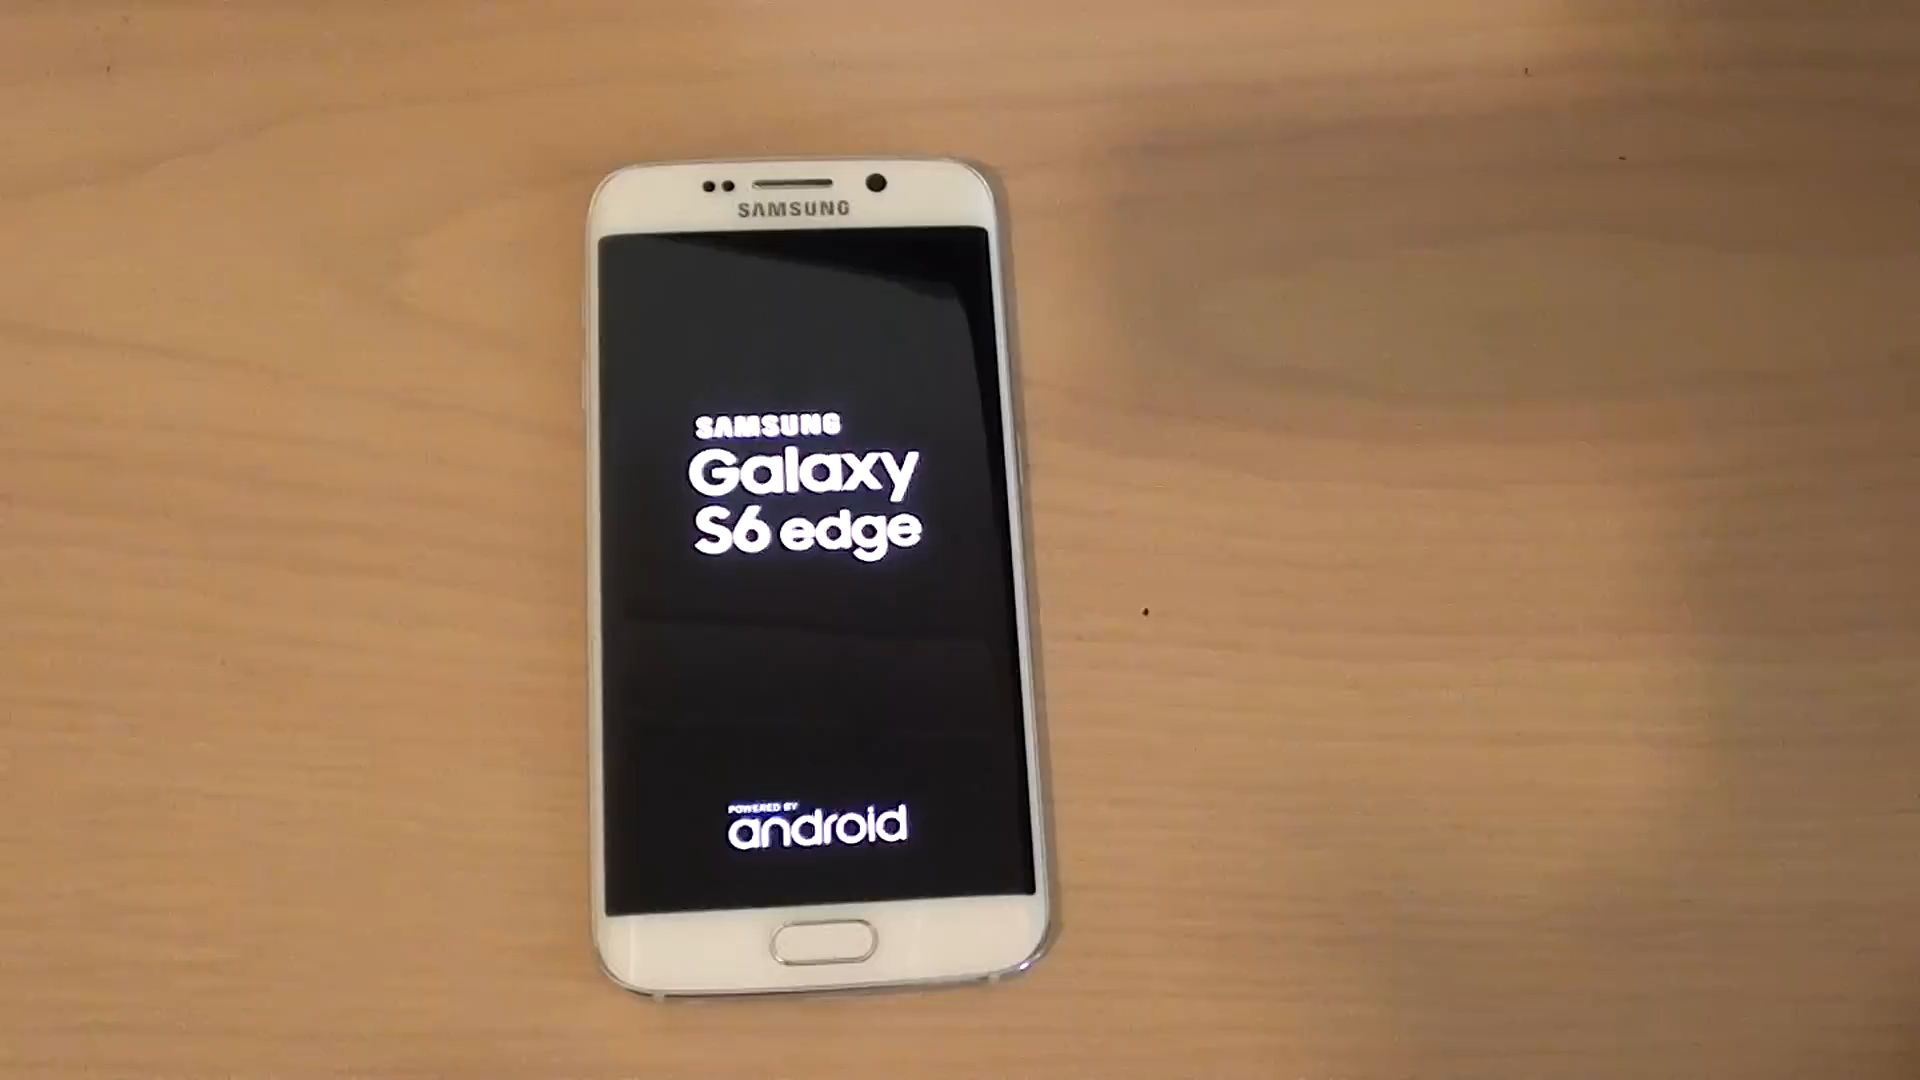 SAMSUNG
SAMSUNG
Galaxy
S6 edge
POWERED BY
android